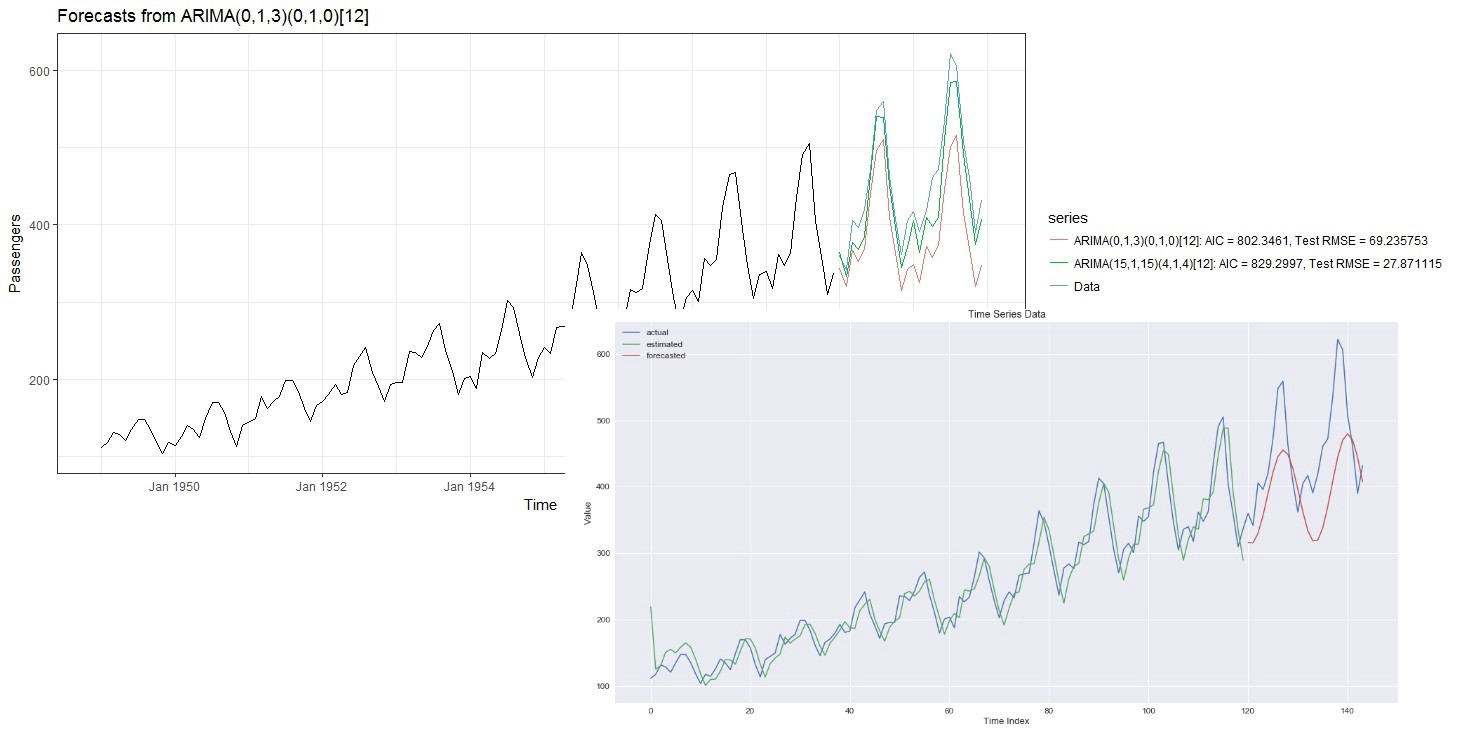 Forecasts from ARIMA(0,1,3)(0,1,0)[12]
Passengers
600
400
200
Jan 1950
Jan 1952
Jan 1954
Time
series
ARIMA(0,1,3)(0,1,0)[12]: AIC = 802.3461, Test RMSE = 69.235753
ARIMA(15,1,15)(4,1,4)[12]: AIC = 829.2997, Test RMSE = 27.871115
Data
Time Series Data
actual
estimated
forecasted
Value
600
500
400
300
200
100
0
20
40
60
80
100
120
140
Time Index